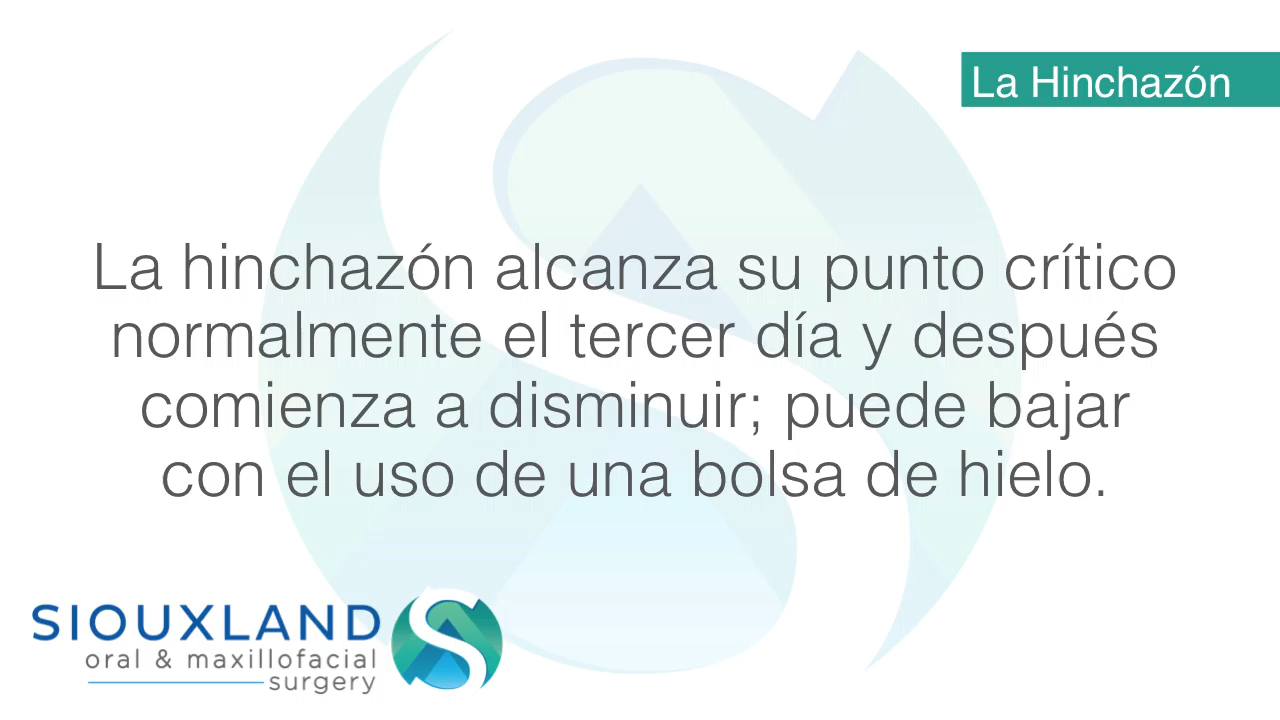 La Hinchazón
La hinchazón alcanza su punto crítico
normalmente el tercer día y después
comienza a disminuir; puede bajar
con el uso de una bolsa de hielo.
SIOUXLAND
oral & maxillofacial
surgery